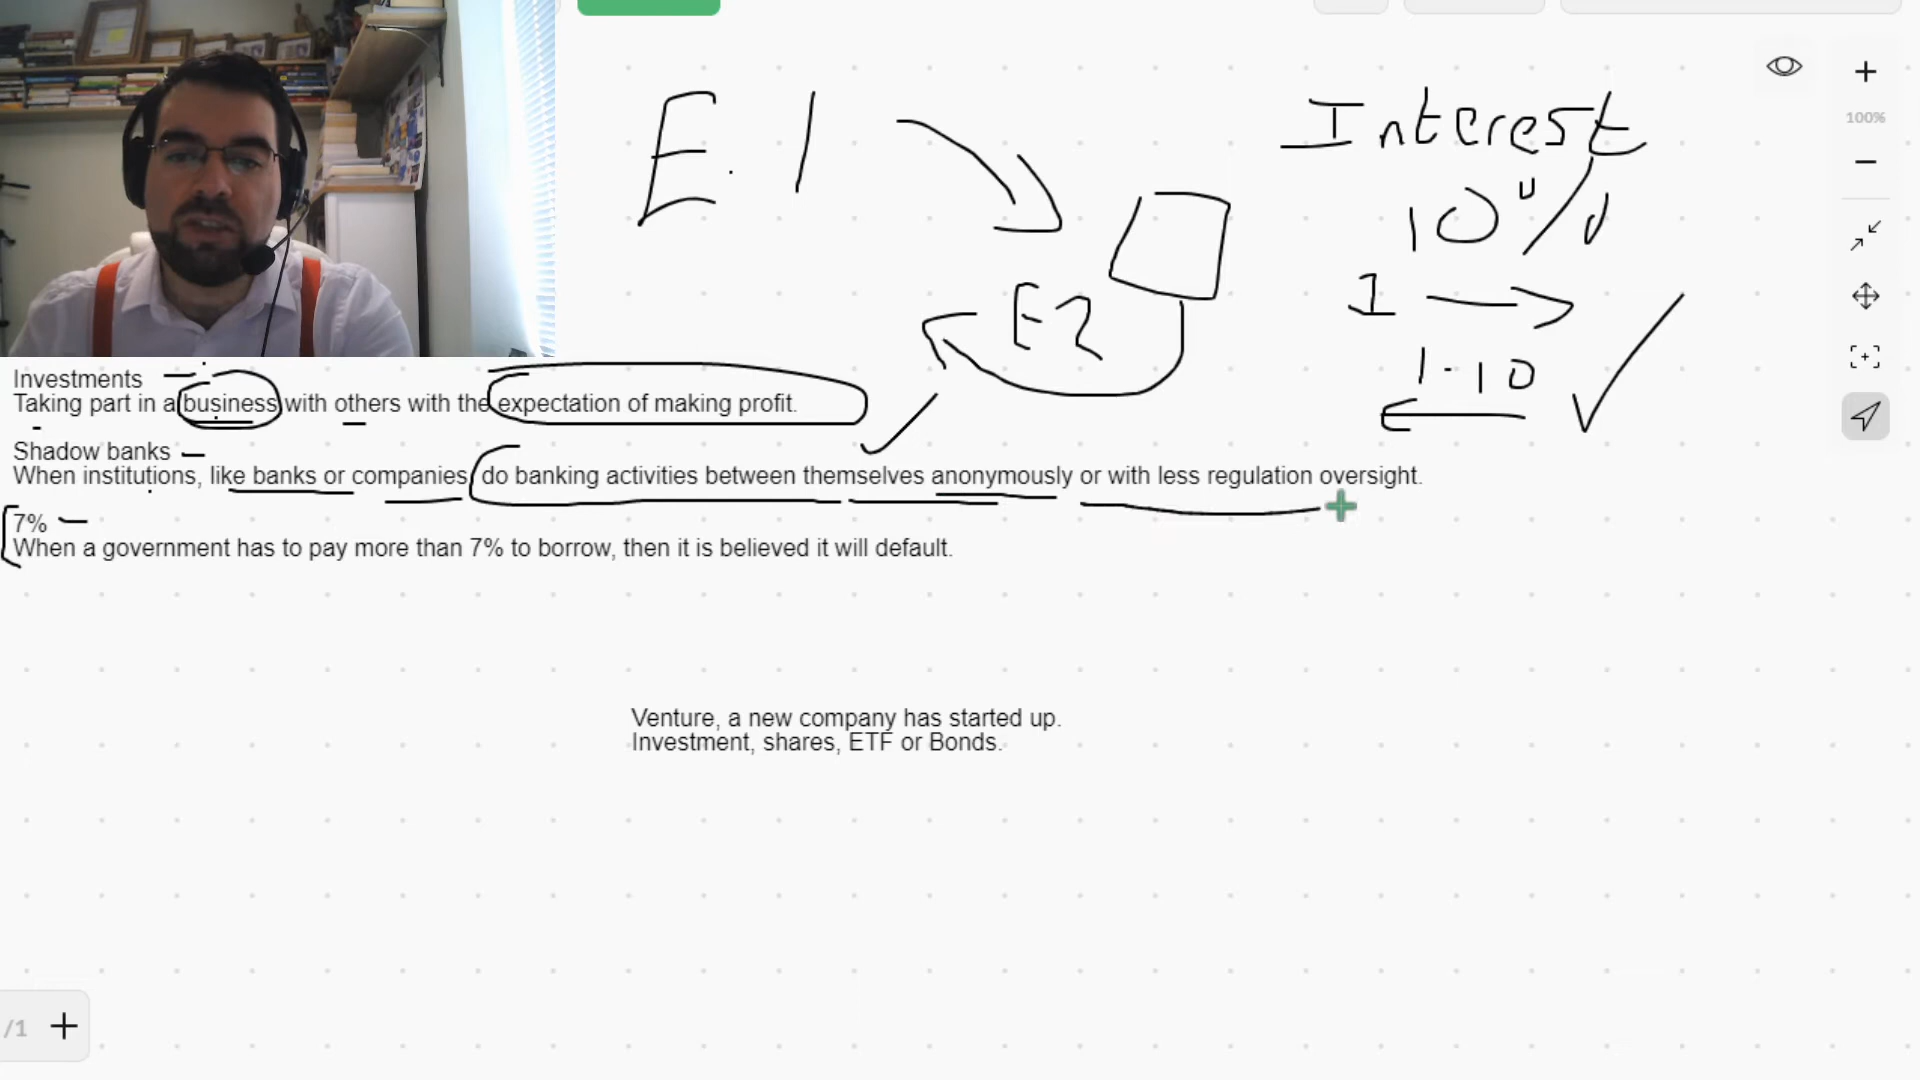 E. 1
Interest
10%
E2
1
1.10
100%
Investments
Taking part in a business with others with the expectation of making profit.
Shadow banks
When institutions, like banks or companies do banking activities between themselves anonymously or with less regulation oversight.
7%
When a government has to pay more than 7% to borrow, then it is believed it will default.
Venture, a new company has started up.
Investment, shares, ETF or Bonds.
/1 +